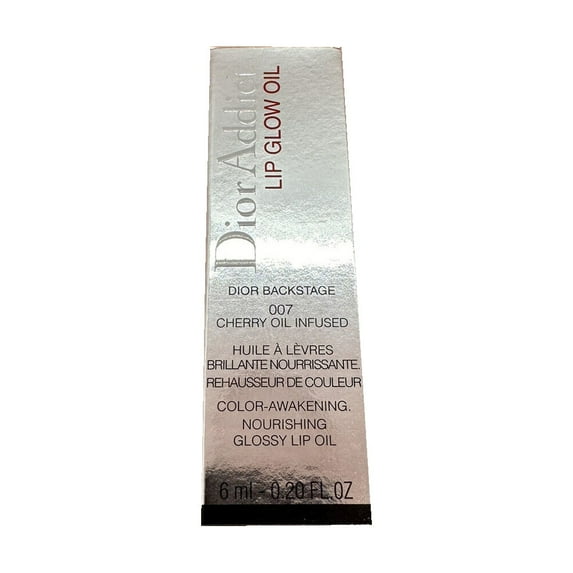 Dior Addict
LIP GLOW OIL
DIOR BACKSTAGE
007
CHERRY OIL INFUSED
HUILE À LÈVRES
BRILLANTE NOURRISSANTE.
REHAUSSEUR DE COULEUR
COLOR-AWAKENING.
NOURISHING
GLOSSY LIP OIL
6 ml - 0.20 FL.OZ